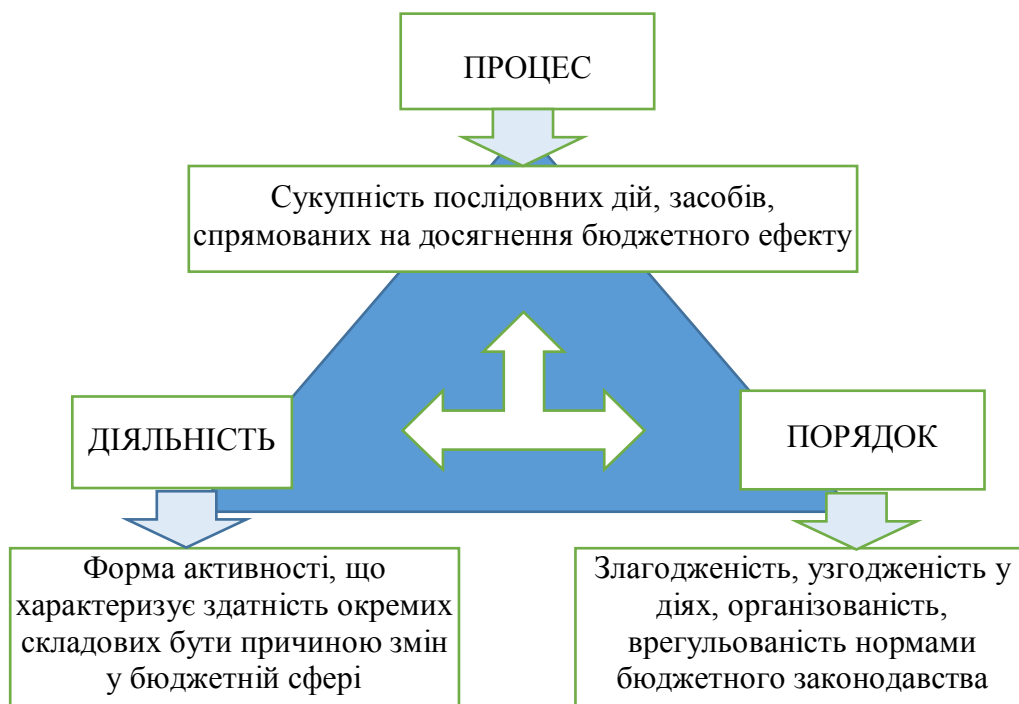 ПРОЦЕС
Сукупність послідовних дій, засобів,
спрямованих на досягнення бюджетного ефекту
ДІЯЛЬНІСТЬ
ПОРЯДОК
Форма активності, що
характеризує здатність окремих
складових бути причиною змін
у бюджетній сфері
Злагодженість, узгодженість у
діях, організованість,
врегульованість нормами
бюджетного законодавства